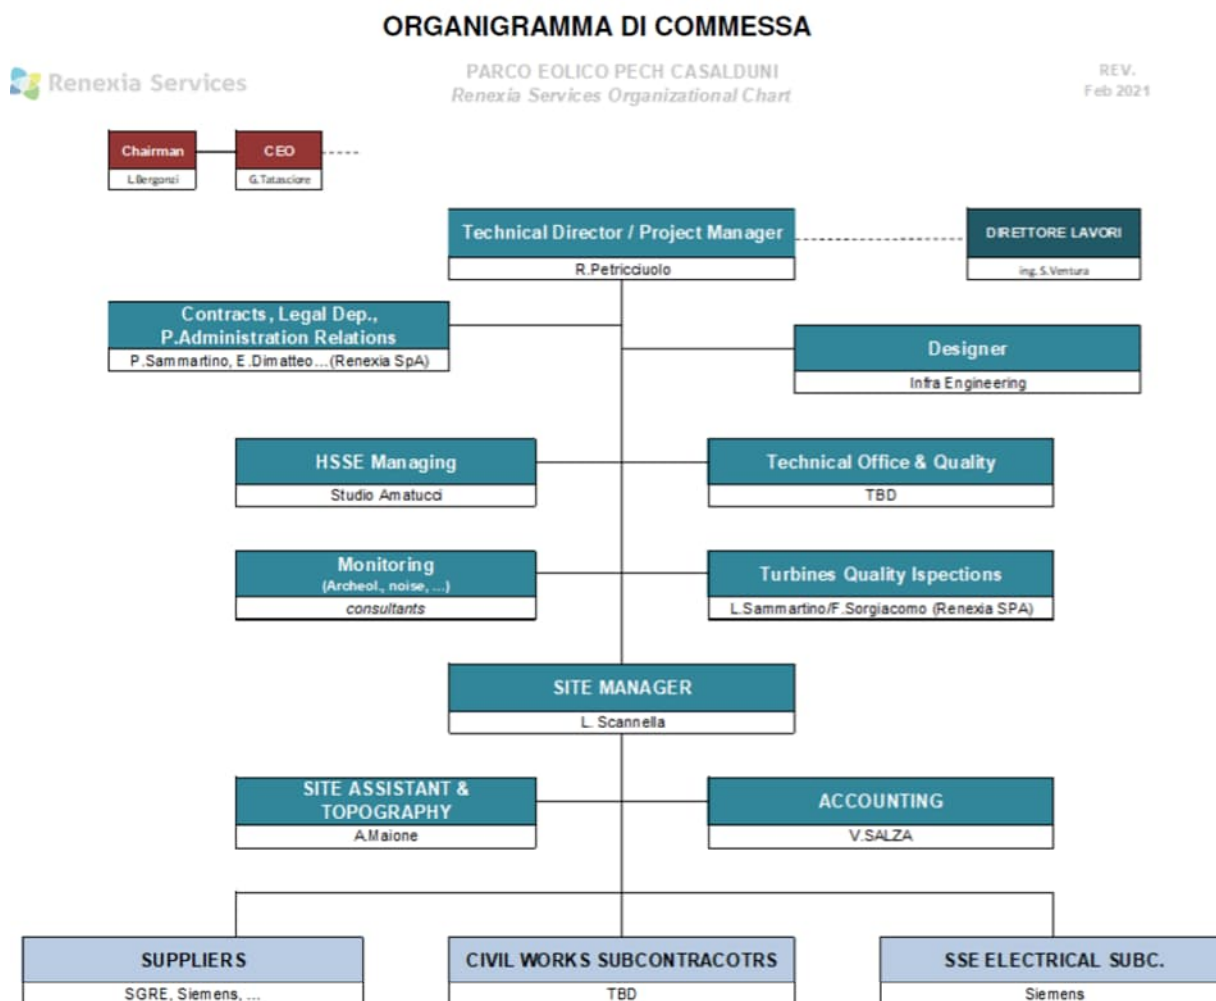 ORGANIGRAMMA DI COMMESSA
Renexia Services
PARCO EOLICO PECH CASALDUNI
Renexia Services Organizational Chart
REV.
Feb 2021
Chairman
L.Bergonzi
CEO
G.Tatascione
Technical Director / Project Manager
R.Petricciuolo
DIRETTORE LAVORI
ing. S.Ventura
Contracts, Legal Dep.,
P.Administration Relations
P.Sammartino, E.Dimatteo...(Renexia SpA)
Designer
Infra Engineering
HSSE Managing
Studio Amatucci
Technical Office & Quality
TBD
Monitoring
(Archeol., noise, ...)
consultants
Turbines Quality Ispections
L.Sammartino/F.Sorgiacomo (Renexia SPA)
SITE MANAGER
L. Scannella
SITE ASSISTANT &
TOPOGRAPHY
A.Maione
ACCOUNTING
V.SALZA
SUPPLIERS
SGRE, Siemens, ...
CIVIL WORKS SUBCONTRACOTRS
TBD
SSE ELECTRICAL SUBC.
Siemens